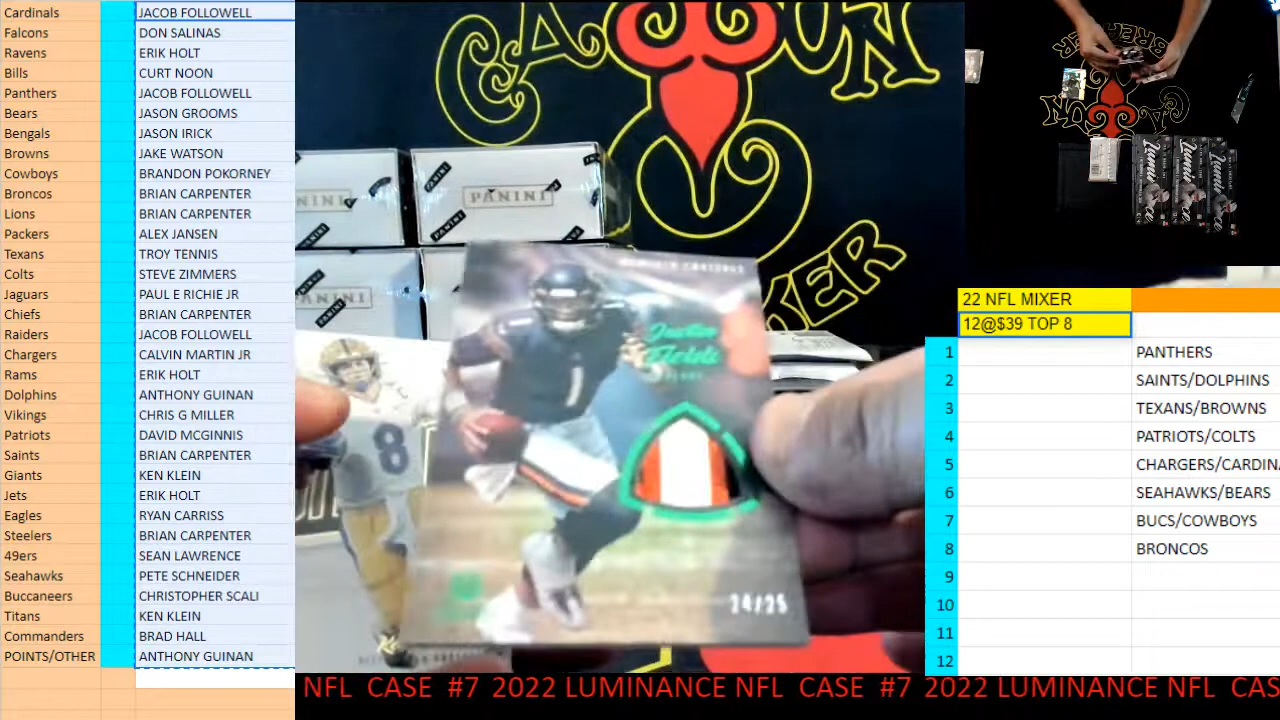 Cardinals JACOB FOLLOWELL
Falcons DON SALINAS
Ravens ERIK HOLT
Bills CURT NOON
Panthers JACOB FOLLOWELL
Bears JASON GROOMS
Bengals JASON IRICK
Browns JAKE WATSON
Cowboys BRANDON POKORNEY
Broncos BRIAN CARPENTER
Lions BRIAN CARPENTER
Packers ALEX JANSEN
Texans TROY TENNIS
Colts STEVE ZIMMERS
Jaguars PAUL E RICHIE JR
Chiefs BRIAN CARPENTER
Raiders JACOB FOLLOWELL
Chargers CALVIN MARTIN JR
Rams ERIK HOLT
Dolphins ANTHONY GUINAN
Vikings CHRIS G MILLER
Patriots DAVID MCGINNIS
Saints BRIAN CARPENTER
Giants KEN KLEIN
Jets ERIK HOLT
Eagles RYAN CARRISS
Steelers BRIAN CARPENTER
49ers SEAN LAWRENCE
Seahawks PETE SCHNEIDER
Buccaneers CHRISTOPHER SCALI
Titans KEN KLEIN
Commanders BRAD HALL
POINTS/OTHER ANTHONY GUINAN
PANINI
Justin
Fields
1
8
24/25
22 NFL MIXER
12@$39 TOP 8
1 PANTHERS
2 SAINTS/DOLPHINS
3 TEXANS/BROWNS
4 PATRIOTS/COLTS
5 CHARGERS/CARDINA
6 SEAHAWKS/BEARS
7 BUCS/COWBOYS
8 BRONCOS
9
10
11
12
NFL CASE #7 2022 LUMINANCE NFL CASE #7 2022 LUMINANCE NFL CAS